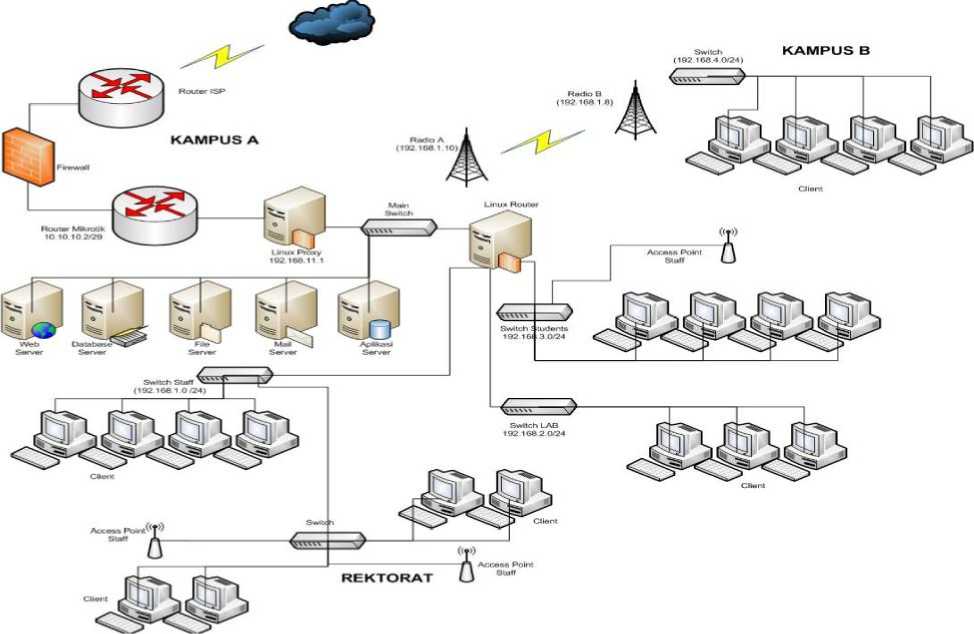 Switch
(192.168.4.0/24)
KAMPUS B
Router ISP
Radio B
(192.168.1.8)
KAMPUS A
Radio A
(192.168.1.10)
Firewall
Client
Main
Switch
Linux Router
Router Mikrotik
10.10.10.2/29
Linux Proxy
192.168.11.1
Access Point
Staff
Switch Students
192.168.3.0/24
Web
Server
Database
Server
File
Server
Mail
Server
Aplikasi
Server
Switch Staff
(192.168.1.0 /24)
Switch LAB
192.168.2.0/24
Client
Client
Switch
Client
Access Point
Staff
REKTORAT
Access Point
Staff
Client